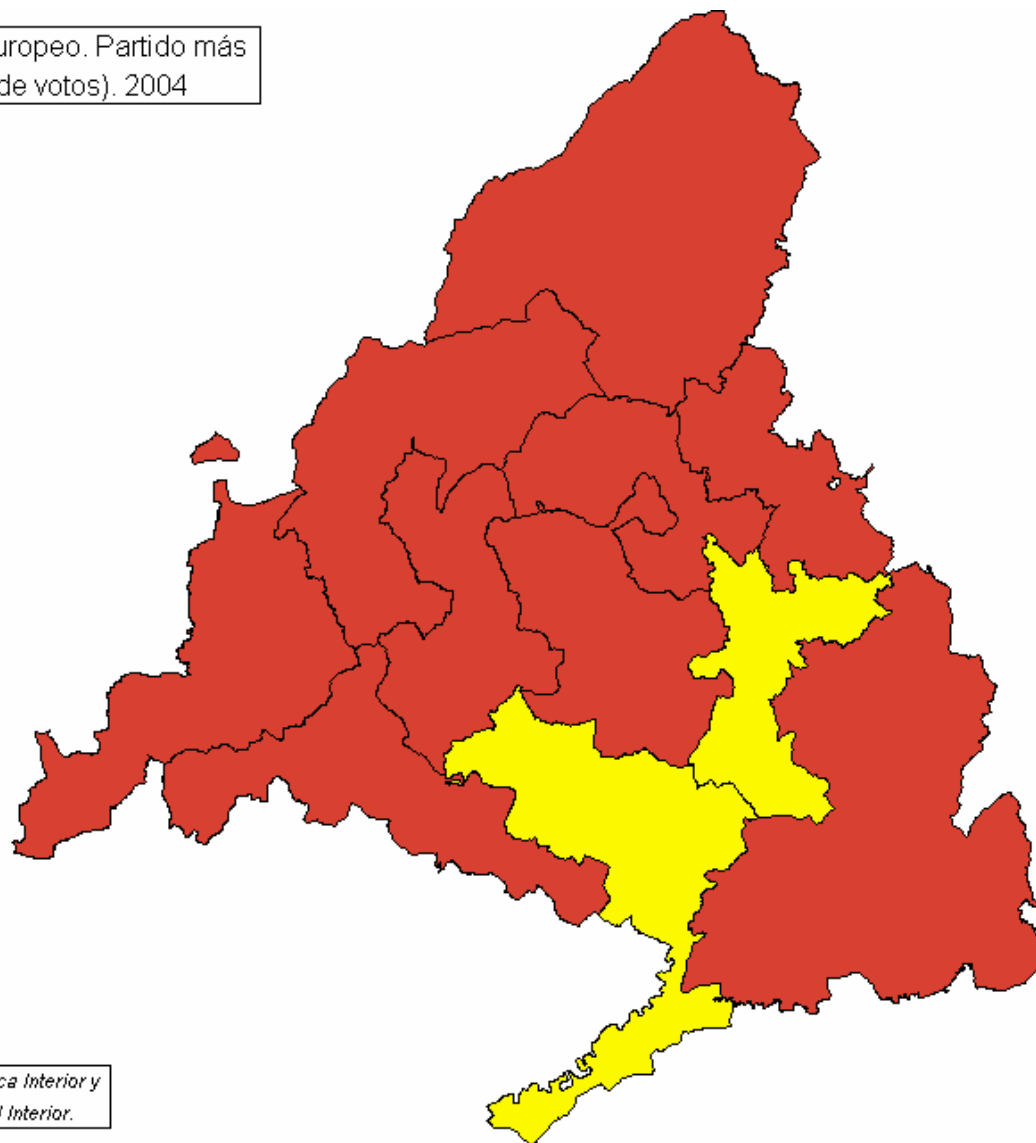 uropeo. Partido más
de votos). 2004
ca Interior y
l Interior.